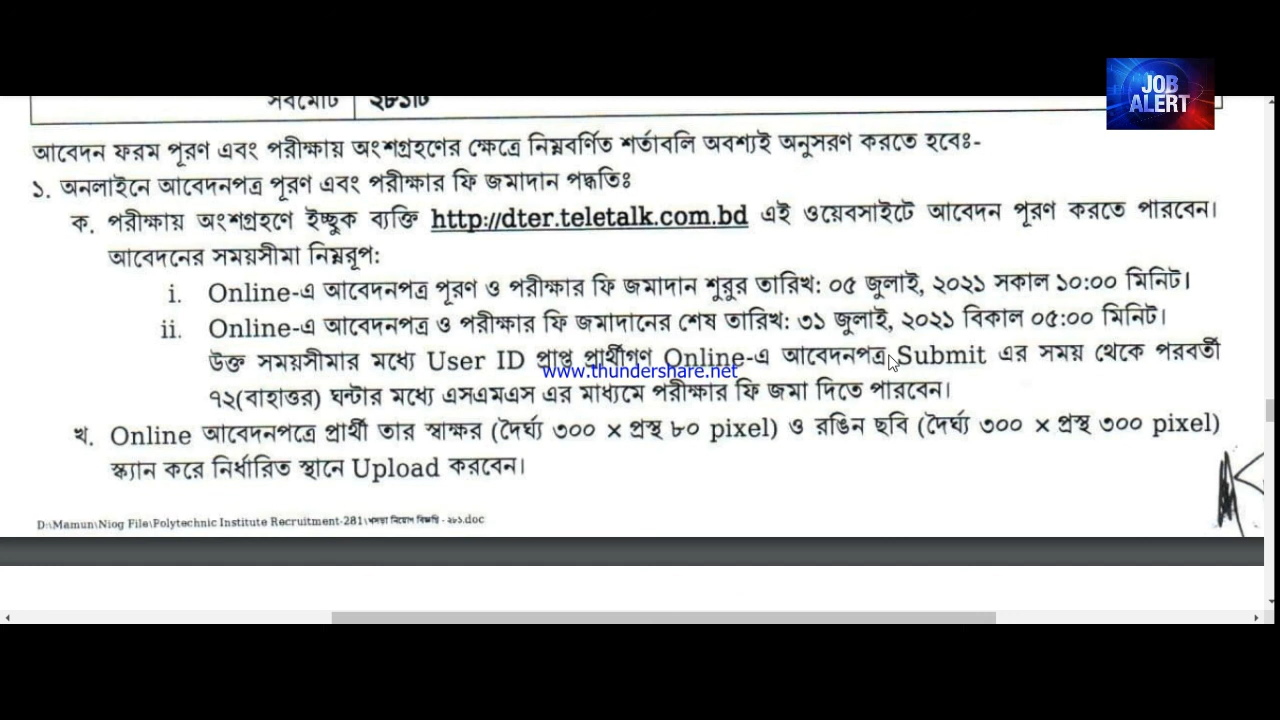 JOB
ALERT
সর্বমোট ২৮১টি
আবেদন ফরম পূরণ এবং পরীক্ষায় অংশগ্রহণের ক্ষেত্রে নিম্নবর্ণিত শর্তাবলি অবশ্যই অনুসরণ করতে হবেঃ-
১. অনলাইনে আবেদনপত্র পূরণ এবং পরীক্ষার ফি জমাদান পদ্ধতিঃ
ক. পরীক্ষায় অংশগ্রহণে ইচ্ছুক ব্যক্তি http://dter.teletalk.com.bd এই ওয়েবসাইটে আবেদন পূরণ করতে পারবেন।
আবেদনের সময়সীমা নিম্নরূপ:
i. Online-এ আবেদনপত্র পূরণ ও পরীক্ষার ফি জমাদান শুরুর তারিখ: ০৫ জুলাই, ২০২১ সকাল ১০:০০ মিনিট।
ii. Online-এ আবেদনপত্র ও পরীক্ষার ফি জমাদানের শেষ তারিখ: ৩১ জুলাই, ২০২১ বিকাল ০৫:০০ মিনিট।
উক্ত সময়সীমার মধ্যে User ID প্রাপ্ত প্রার্থীগণ Online-এ আবেদনপত্র Submit এর সময় থেকে পরবর্তী
www.thundershare.net
৭২(বাহাত্তর) ঘন্টার মধ্যে এসএমএস এর মাধ্যমে পরীক্ষার ফি জমা দিতে পারবেন।
খ. Online আবেদনপত্রে প্রার্থী তার স্বাক্ষর (দৈর্ঘ্য ৩০০ × প্রস্থ ৮০ pixel) ও রঙিন ছবি (দৈর্ঘ্য ৩০০ × প্রস্থ ৩০০ pixel)
স্ক্যান করে নির্ধারিত স্থানে Upload করবেন।
D:\Mamun\Niog File\Polytechnic Institute Recruitment-281\খসড়া নিয়োগ বিজ্ঞপ্তি - ২৮১.doc